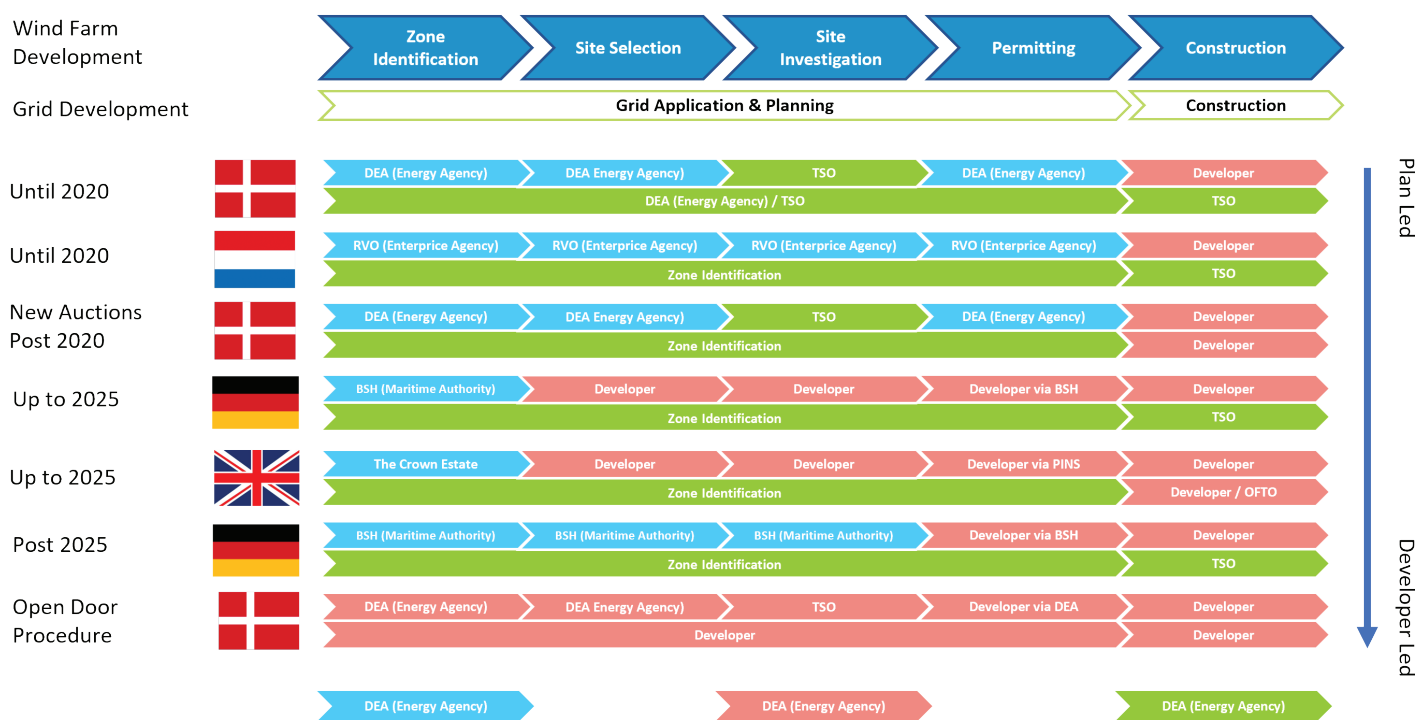 Wind Farm
Development
Zone
Identification
Site Selection
Site
Investigation
Permitting
Construction
Grid Development
Grid Application & Planning
Construction
Until 2020
DEA (Energy Agency)
DEA Energy Agency)
TSO
DEA (Energy Agency)
Developer
DEA (Energy Agency) / TSO
TSO
Until 2020
RVO (Enterprice Agency)
RVO (Enterprice Agency)
RVO (Enterprice Agency)
RVO (Enterprice Agency)
Developer
Zone Identification
TSO
New Auctions
Post 2020
DEA (Energy Agency)
DEA Energy Agency)
TSO
DEA (Energy Agency)
Developer
Zone Identification
Developer
Up to 2025
BSH (Maritime Authority)
Developer
Developer
Developer via BSH
Developer
Zone Identification
TSO
Up to 2025
The Crown Estate
Developer
Developer
Developer via PINS
Developer
Zone Identification
Developer / OFTO
Post 2025
BSH (Maritime Authority)
BSH (Maritime Authority)
BSH (Maritime Authority)
Developer via BSH
Developer
Zone Identification
TSO
Open Door
Procedure
DEA (Energy Agency)
DEA Energy Agency)
TSO
Developer via DEA
Developer
Developer
Developer
DEA (Energy Agency)
DEA (Energy Agency)
DEA (Energy Agency)
Plan Led
Developer Led